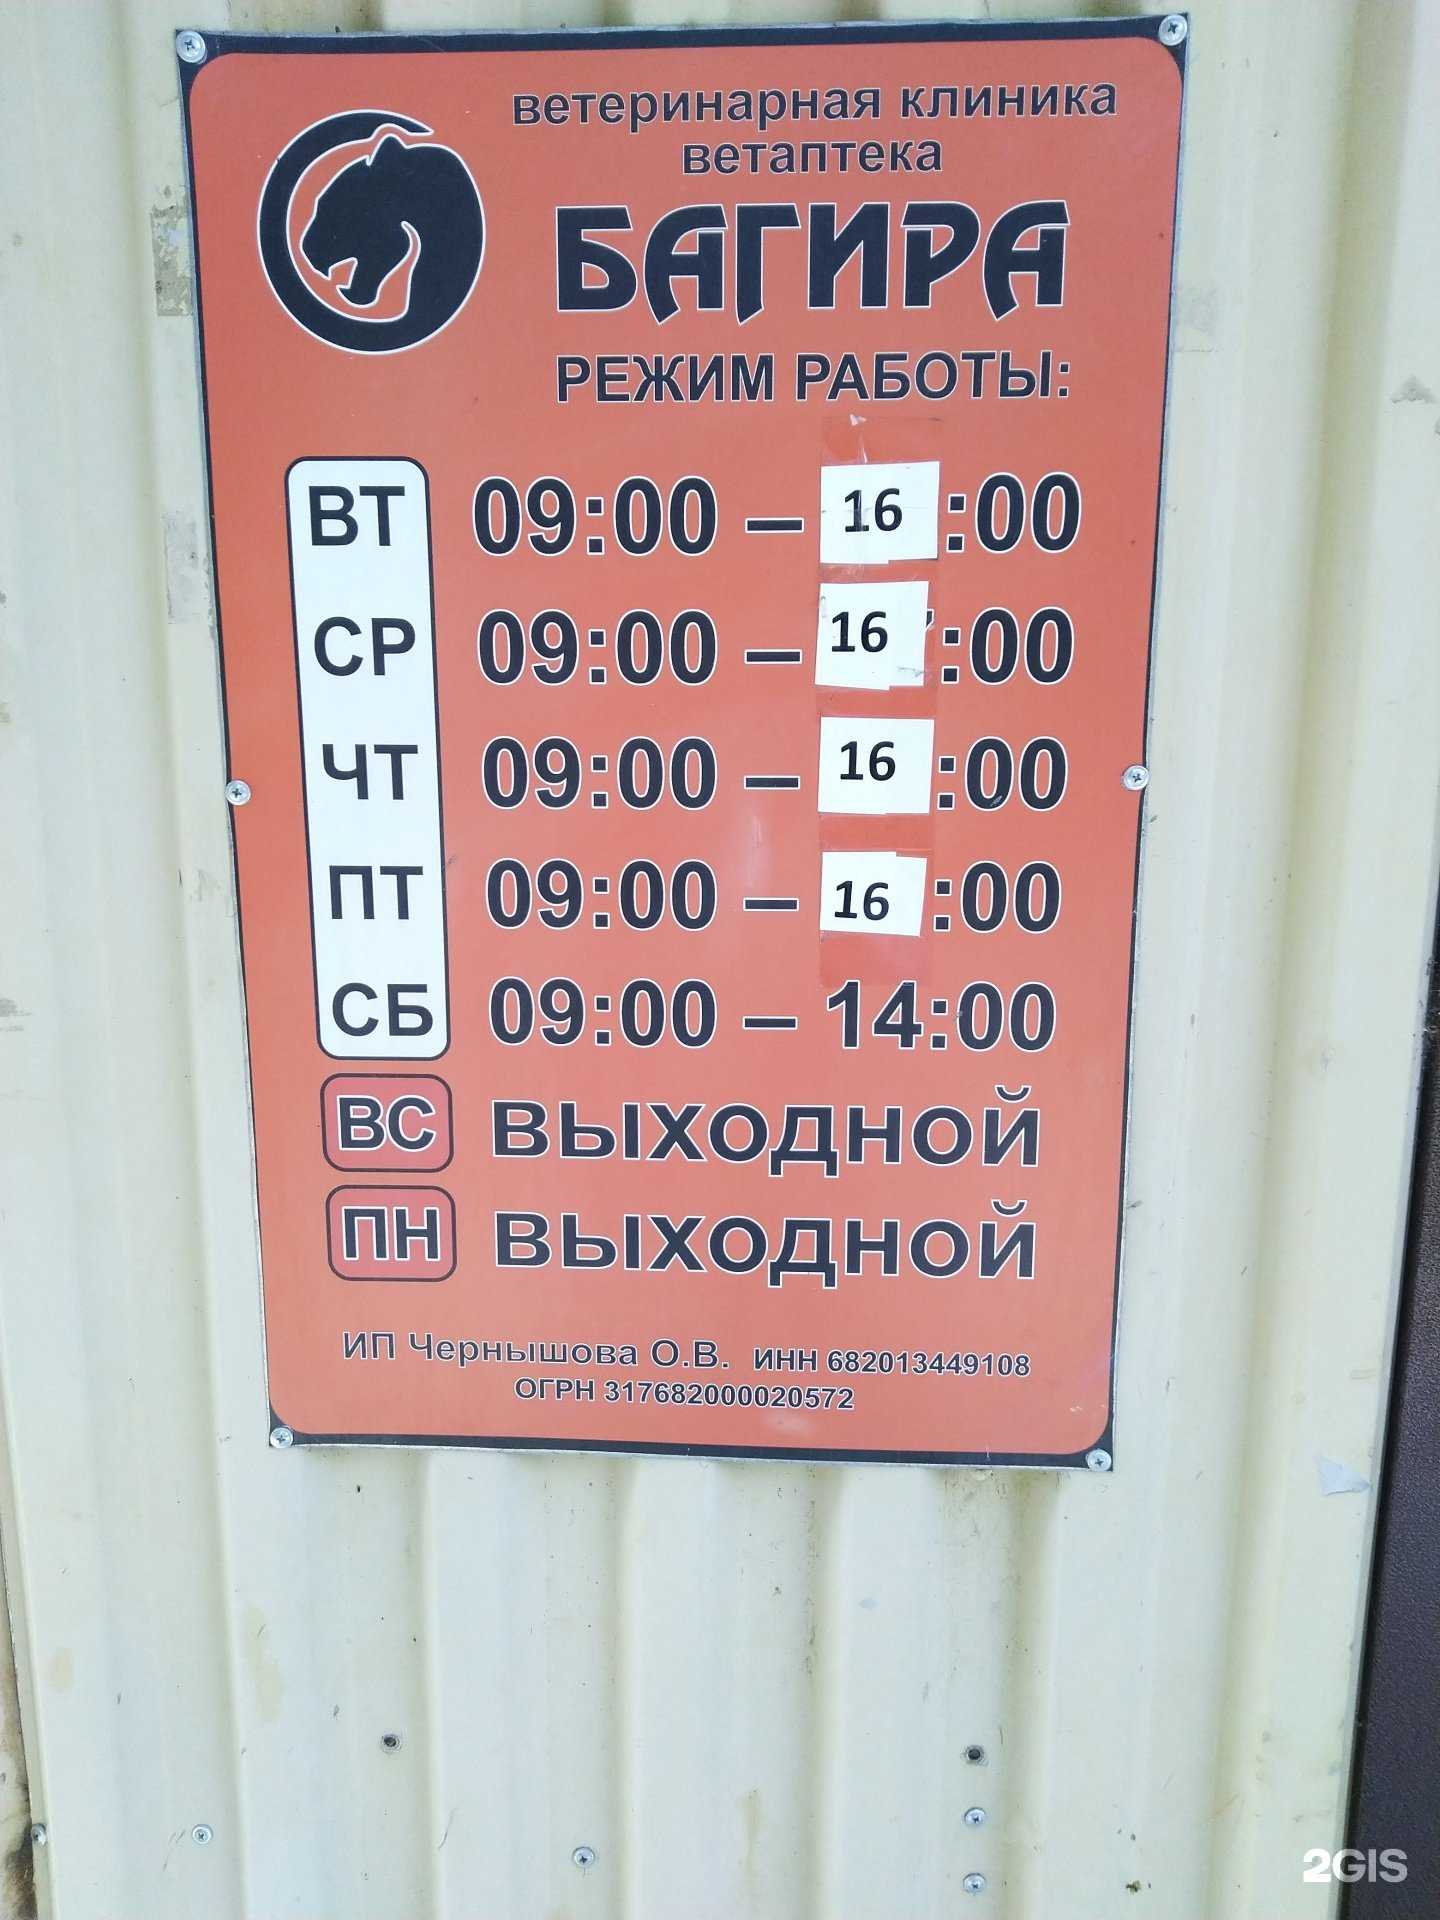 ветеринарная клиника
ветаптека
БАГИРА
РЕЖИМ РАБОТЫ:
ВТ 09:00 – 16:00
СР 09:00 – 16:00
ЧТ 09:00 – 16:00
ПТ 09:00 – 16:00
СБ 09:00 – 14:00
ВС ВЫХОДНОЙ
ПН ВЫХОДНОЙ
ИП Чернышова О.В. ИНН 682013449108
ОГРН 317682000020572
2GIS